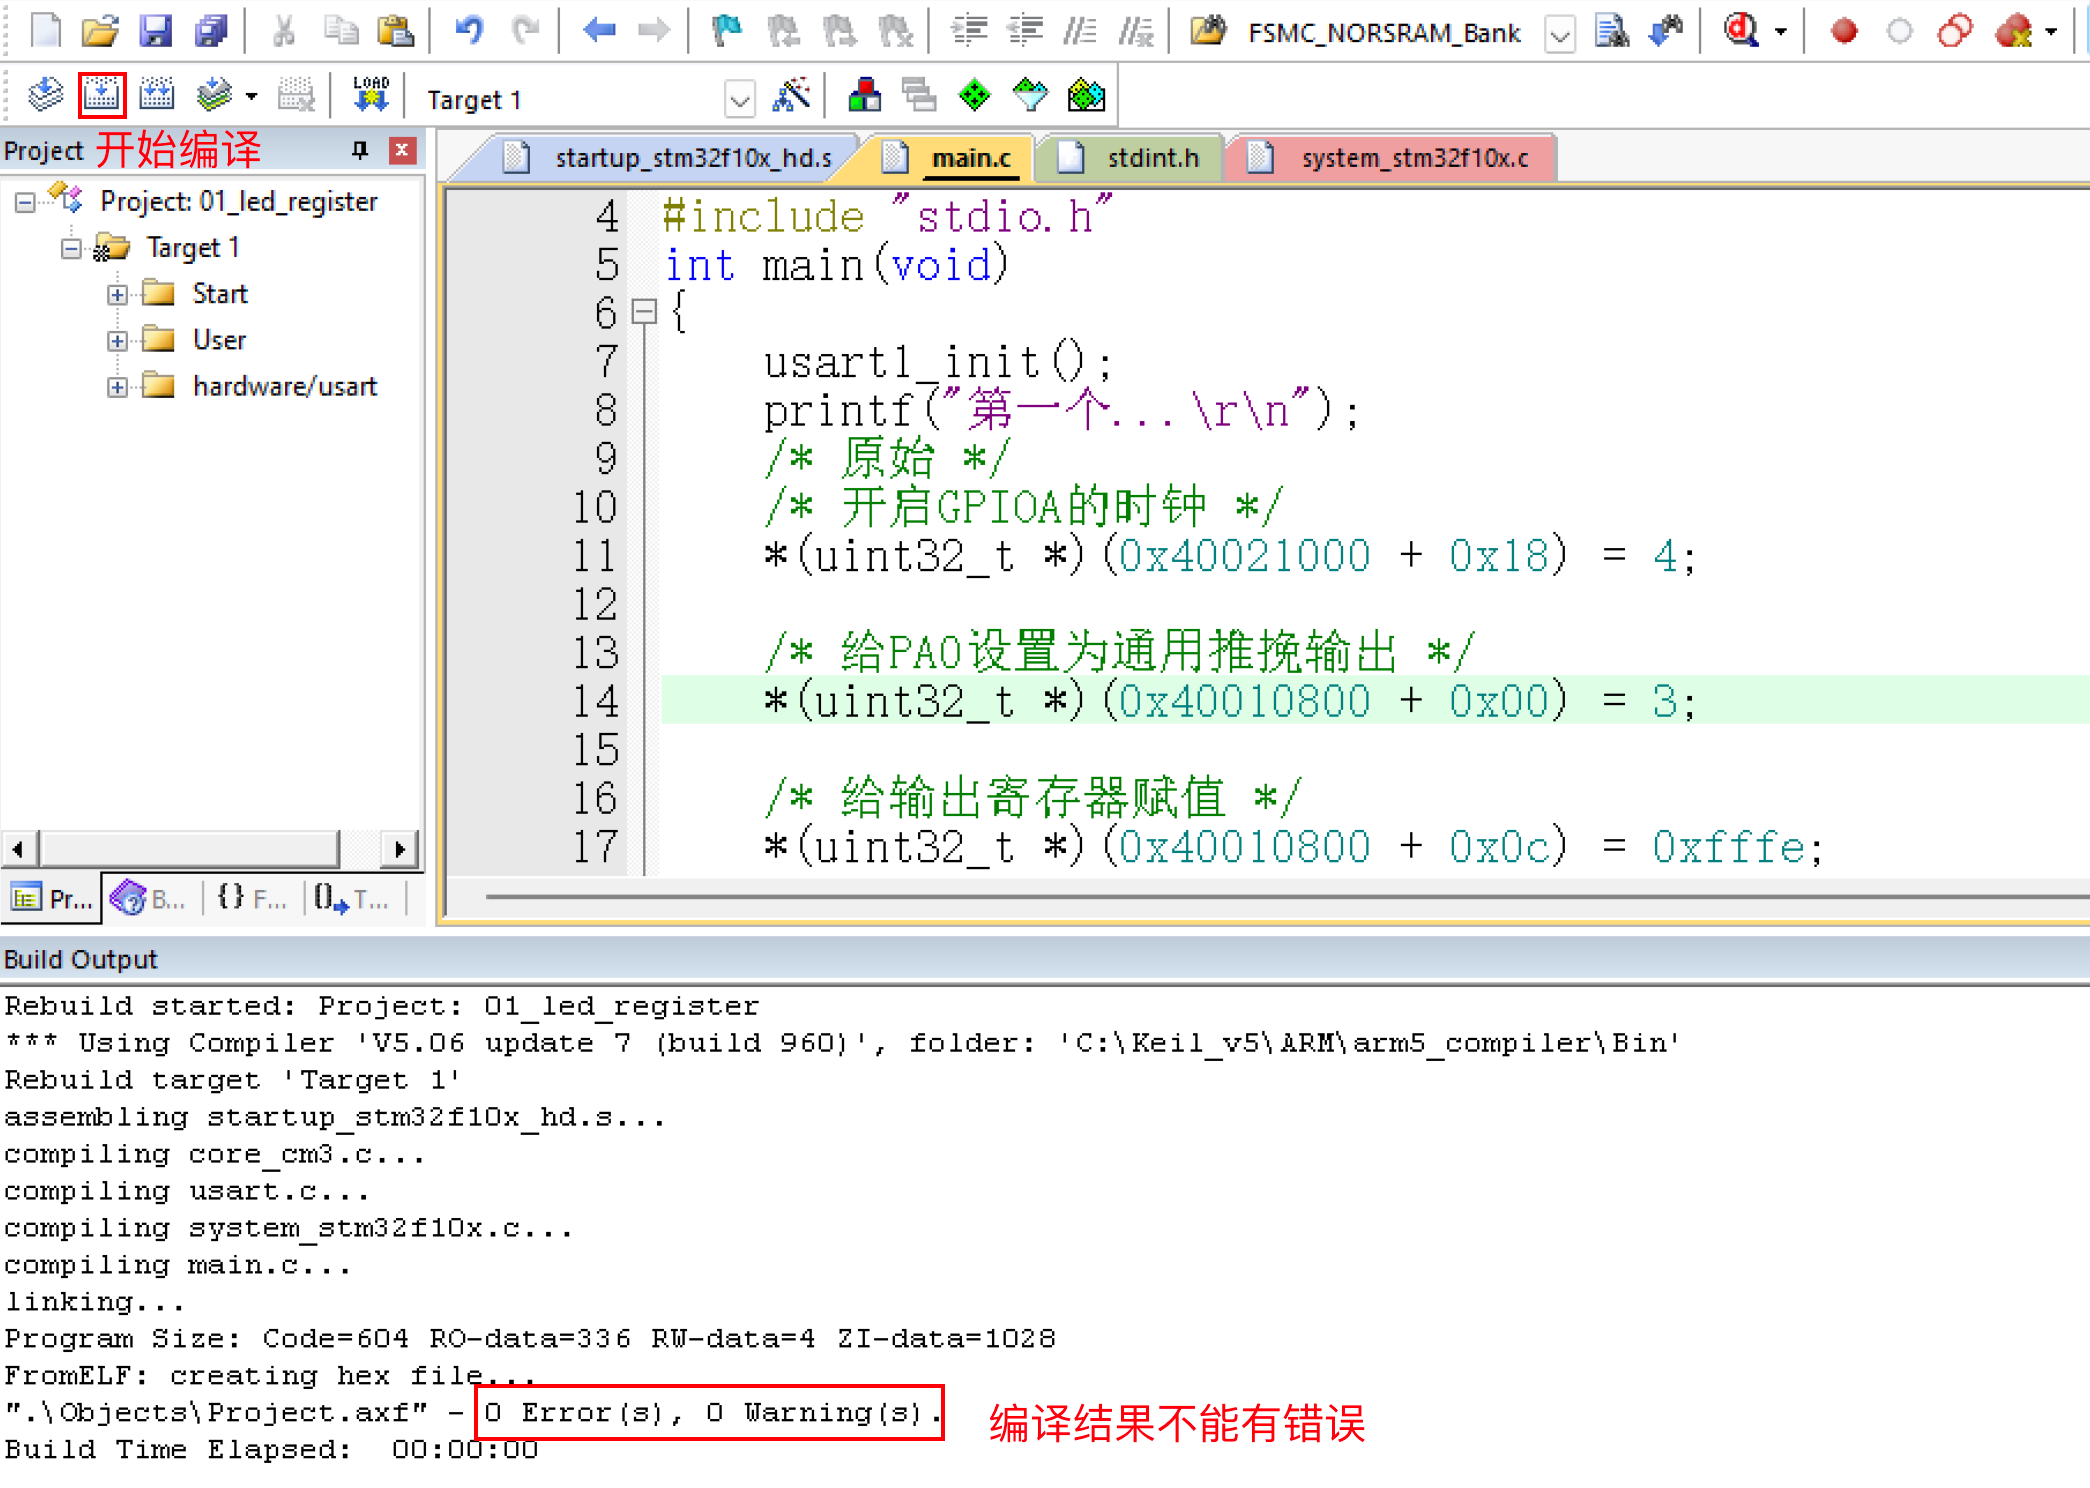 FSMC_NORSRAM_Bank
LOAD
Target 1
Project 开始编译
startup_stm32f10x_hd.s
main.c
stdint.h
system_stm32f10x.c
Project: 01_led_register
Target 1
Start
User
hardware/usart
4 #include "stdio.h"
5 int main(void)
6 {
7 usart1_init();
8 printf("第一个...\r\n");
9 /* 原始 */
10 /* 开启GPIOA的时钟 */
11 *(uint32_t *)(0x40021000 + 0x18) = 4;
12
13 /* 给PA0设置为通用推挽输出 */
14 *(uint32_t *)(0x40010800 + 0x00) = 3;
15
16 /* 给输出寄存器赋值 */
17 *(uint32_t *)(0x40010800 + 0x0c) = 0xfffe;
Pr... B... {} F... T...
Build Output
Rebuild started: Project: 01_led_register
*** Using Compiler 'V5.06 update 7 (build 960)', folder: 'C:\Keil_v5\ARM\arm5_compiler\Bin'
Rebuild target 'Target 1'
assembling startup_stm32f10x_hd.s...
compiling core_cm3.c...
compiling usart.c...
compiling system_stm32f10x.c...
compiling main.c...
linking...
Program Size: Code=604 RO-data=336 RW-data=4 ZI-data=1028
FromELF: creating hex file...
".\Objects\Project.axf" - 0 Error(s), 0 Warning(s).
编译结果不能有错误
Build Time Elapsed:  00:00:00